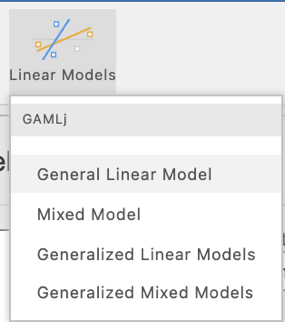 Linear Models
GAMLj
General Linear Model
Mixed Model
Generalized Linear Models
Generalized Mixed Models